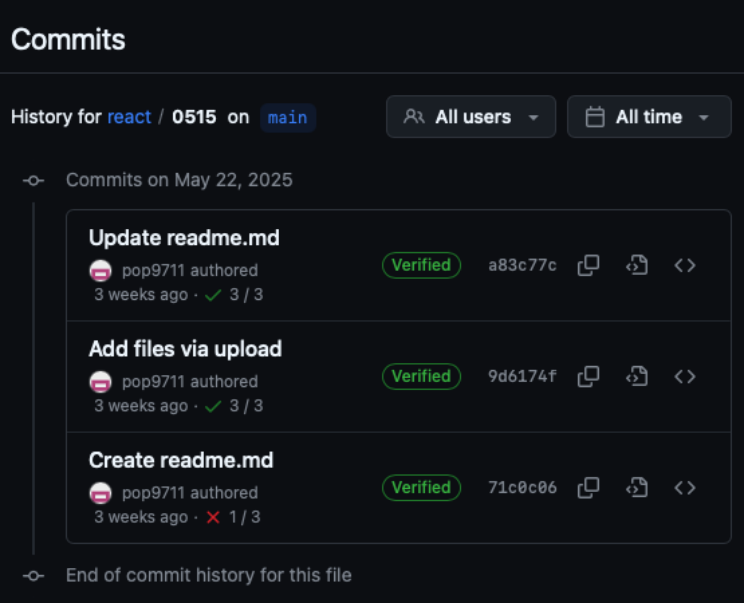 Commits
History for react / 0515 on main All users All time
Commits on May 22, 2025
Update readme.md
pop9711 authored
3 weeks ago · 3 / 3
Verified a83c77c
Add files via upload
pop9711 authored
3 weeks ago · 3 / 3
Verified 9d6174f
Create readme.md
pop9711 authored
3 weeks ago · 1 / 3
Verified 71c0c06
End of commit history for this file